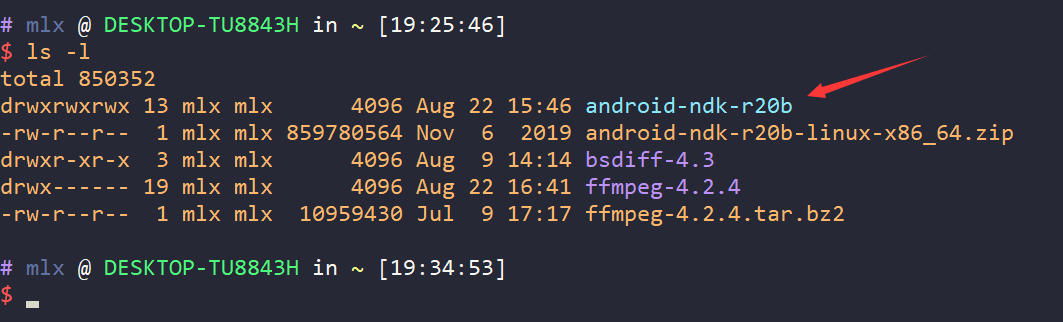 # mlx @ DESKTOP-TU8843H in ~ [19:25:46]
$ ls -l
total 850352
drwxrwxrwx 13 mlx mlx      4096 Aug 22 15:46 android-ndk-r20b
-rw-r--r--  1 mlx mlx 859780564 Nov  6  2019 android-ndk-r20b-linux-x86_64.zip
drwxr-xr-x  3 mlx mlx      4096 Aug  9 14:14 bsdiff-4.3
drwx------ 19 mlx mlx      4096 Aug 22 16:41 ffmpeg-4.2.4
-rw-r--r--  1 mlx mlx  10959430 Jul  9 17:17 ffmpeg-4.2.4.tar.bz2
# mlx @ DESKTOP-TU8843H in ~ [19:34:53]
$